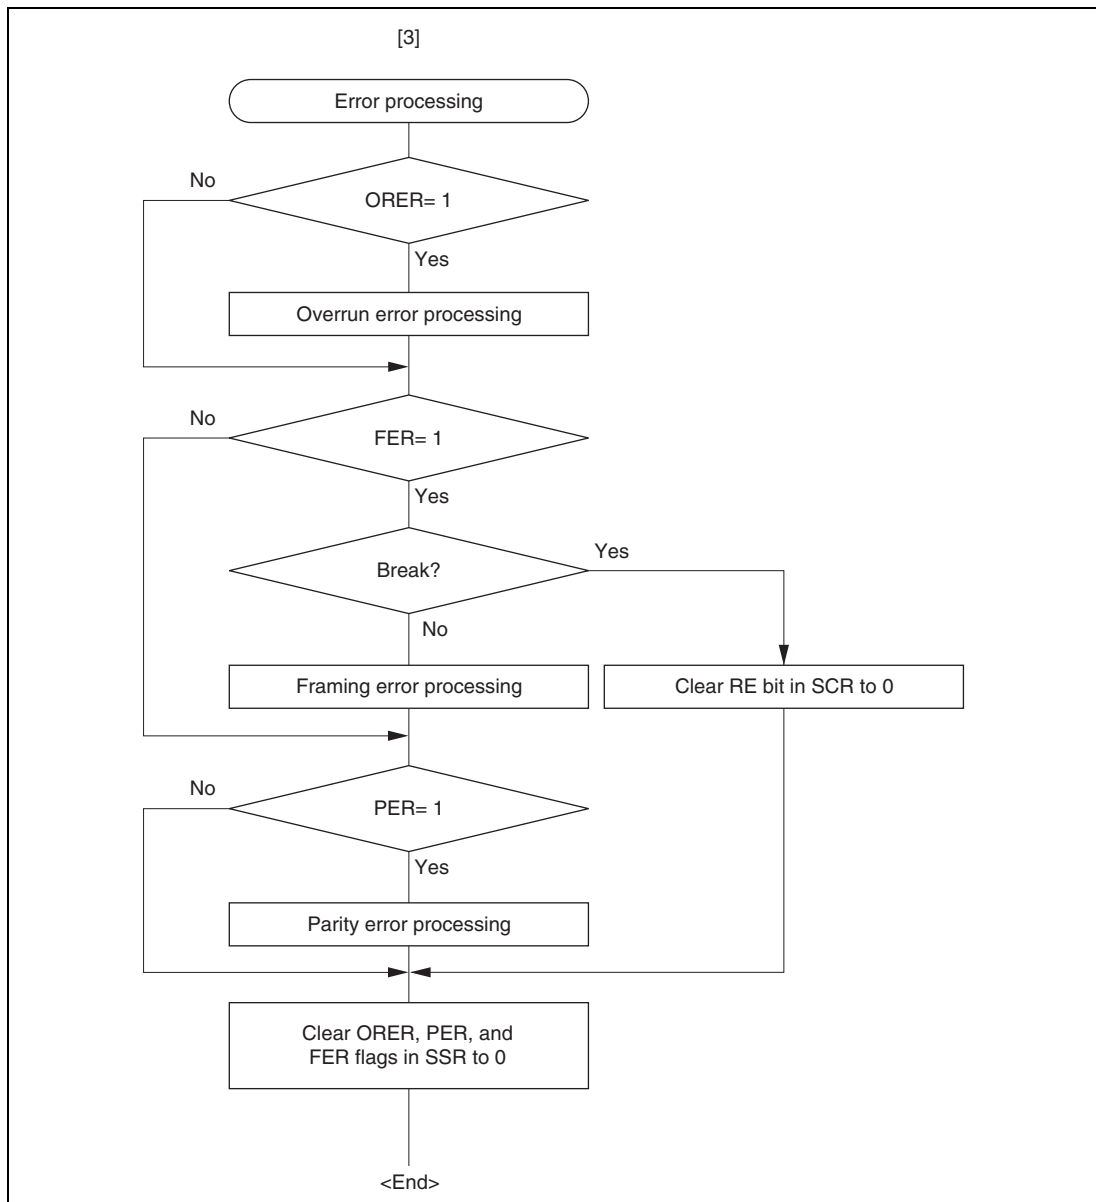 [3]
Error processing
No
ORER= 1
Yes
Overrun error processing
No
FER= 1
Yes
Yes
Break?
No
Framing error processing
Clear RE bit in SCR to 0
No
PER= 1
Yes
Parity error processing
Clear ORER, PER, and
FER flags in SSR to 0
<End>